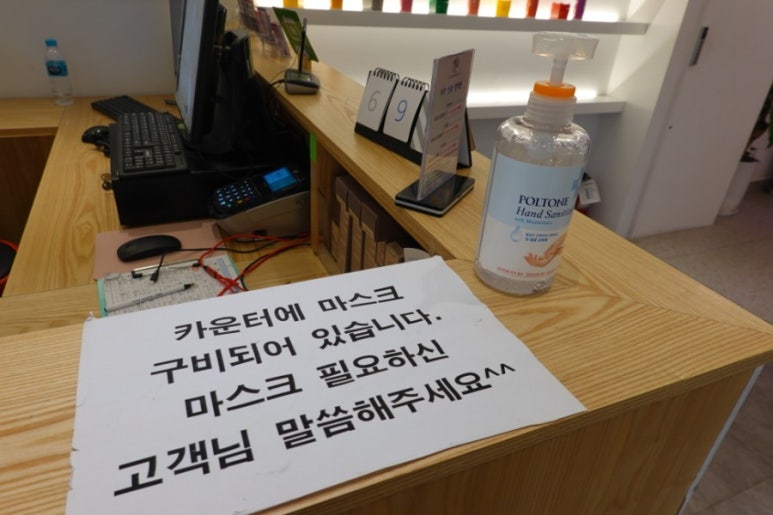 6 9
POLTONE
Hand Sanitizer
카운터에 마스크
구비되어 있습니다.
마스크 필요하신
고객님 말씀해주세요^^